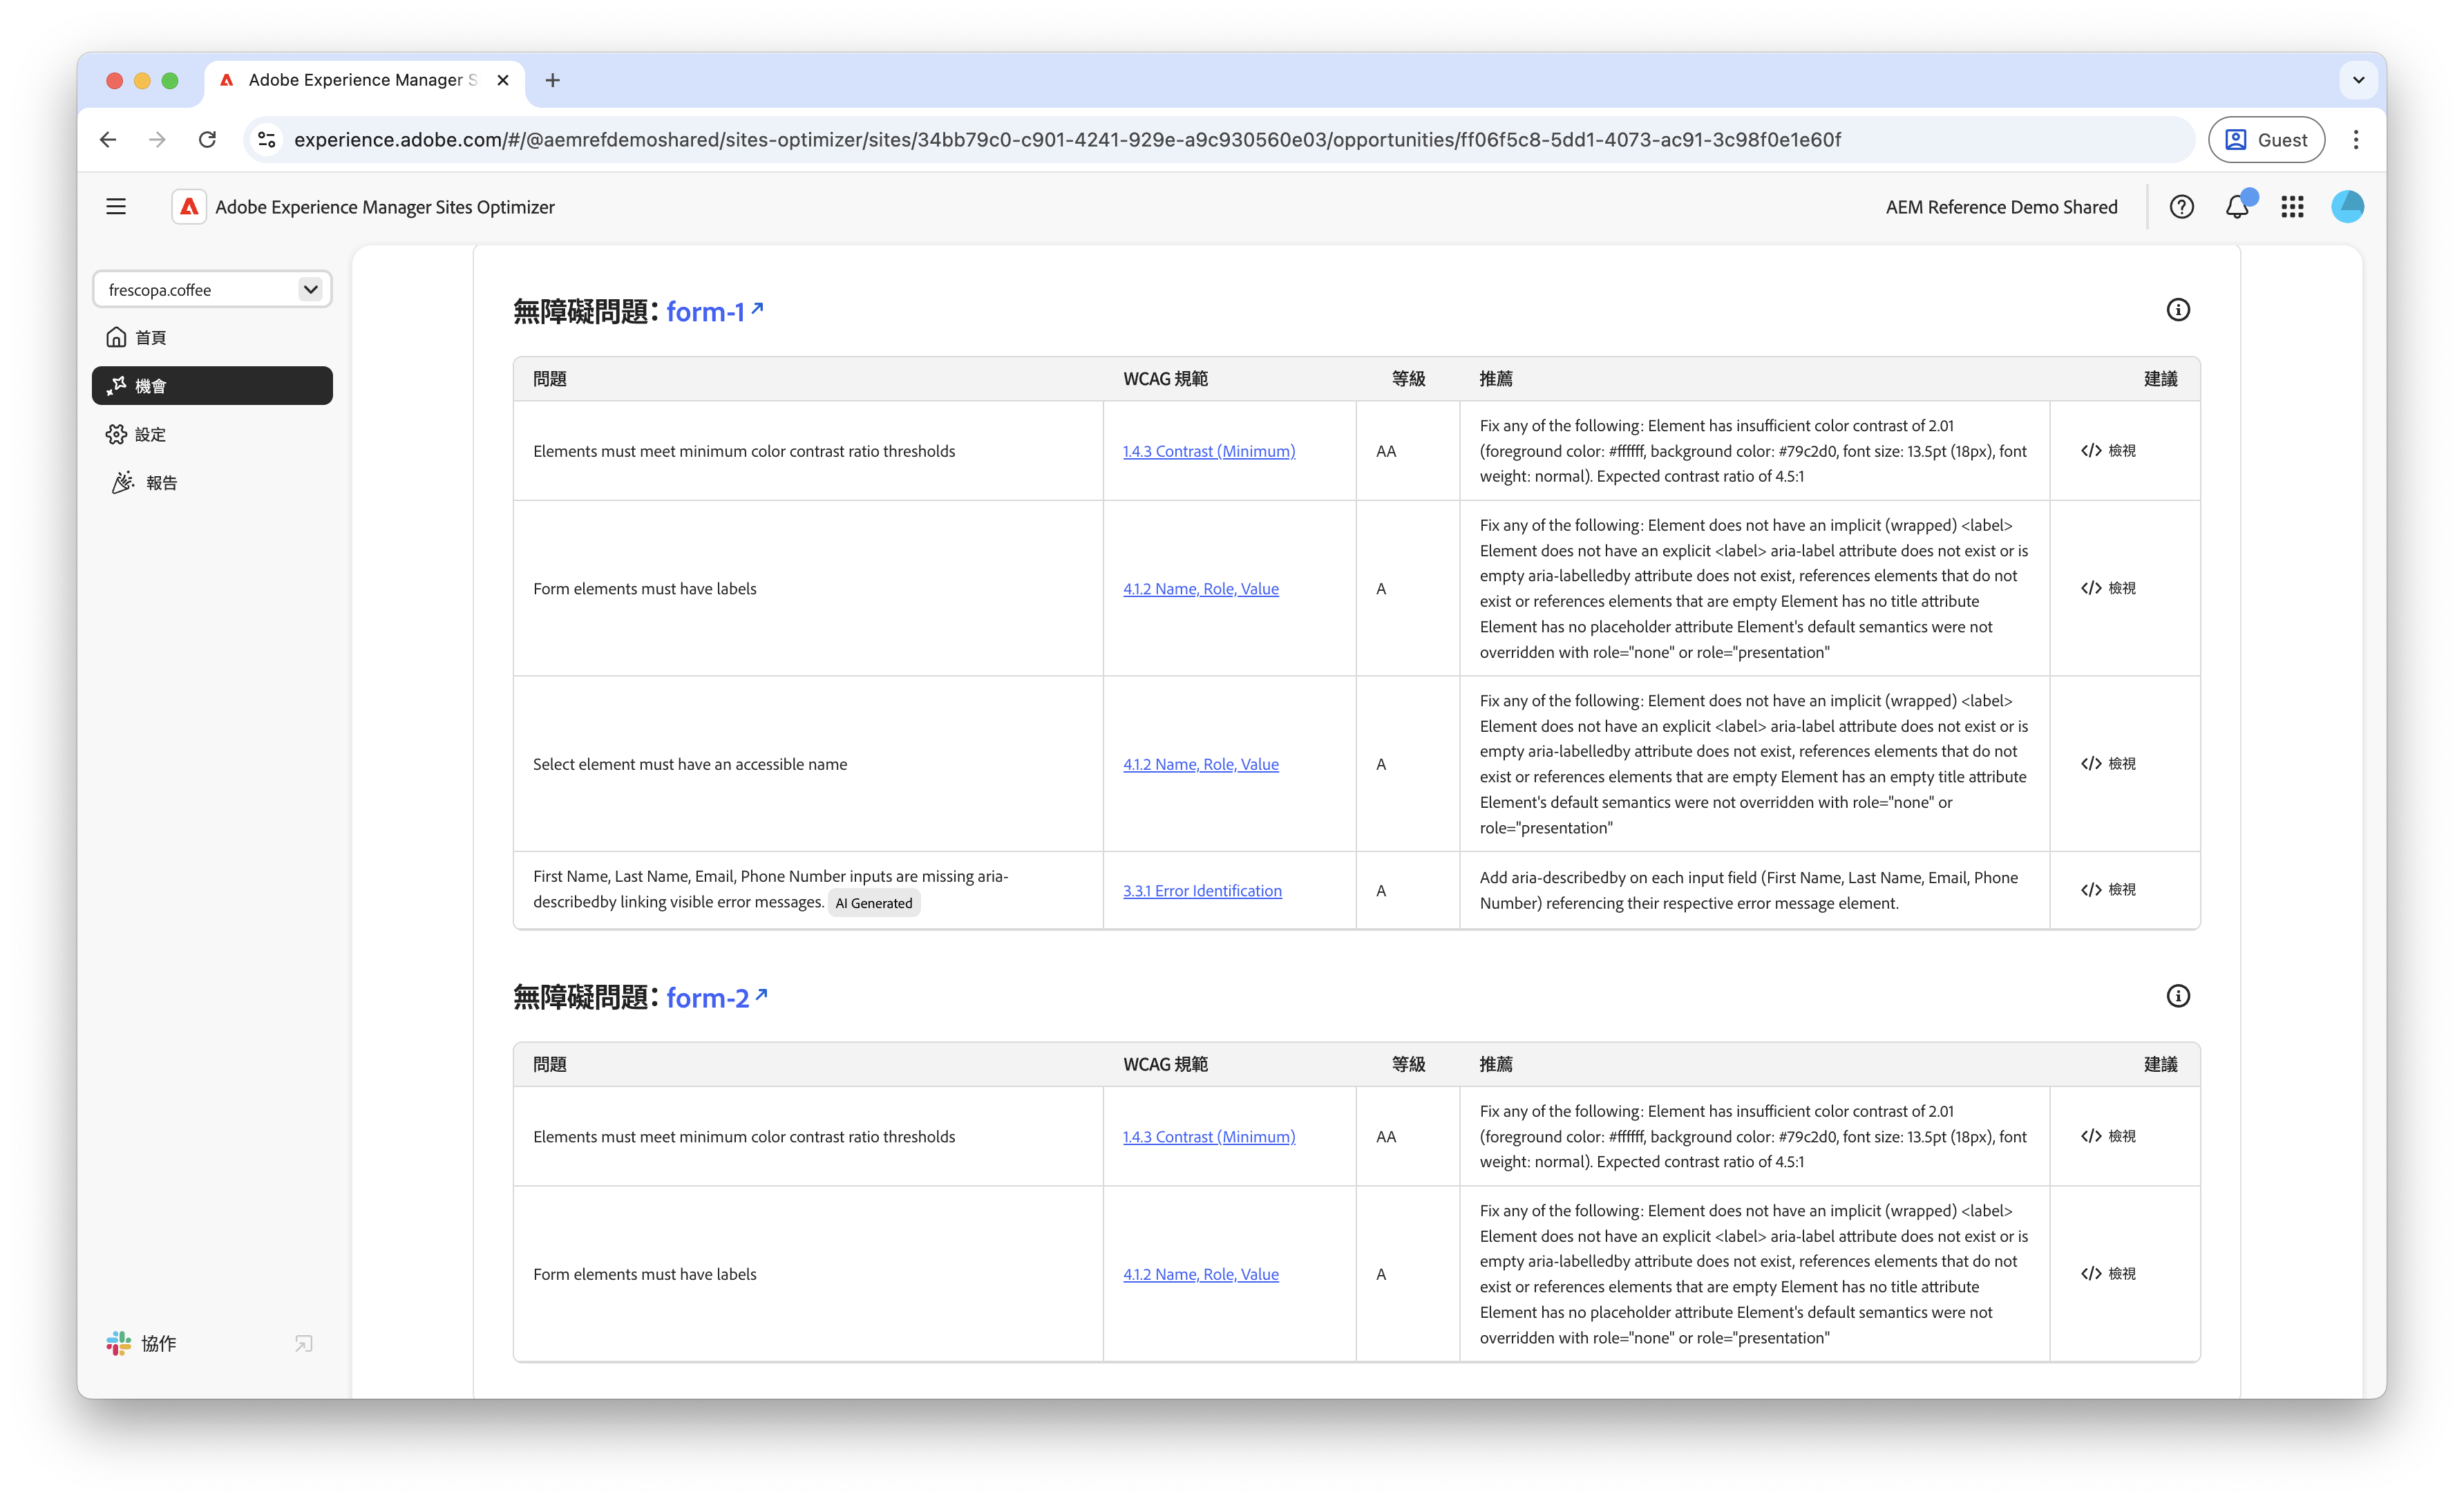 Adobe Experience Manager S
experience.adobe.com/#/@aemrefdemoshared/sites-optimizer/sites/34bb79c0-c901-4241-929e-a9c930560e03/opportunities/ff06f5c8-5dd1-4073-ac91-3c98f0e1e60f
Guest
Adobe Experience Manager Sites Optimizer
AEM Reference Demo Shared
frescopa.coffee
首頁
機會
設定
報告
協作
無障礙問題：form-1
問題 WCAG 規範 等級 推薦 建議
Elements must meet minimum color contrast ratio thresholds
1.4.3 Contrast (Minimum)
AA
Fix any of the following: Element has insufficient color contrast of 2.01
(foreground color: #ffffff, background color: #79c2d0, font size: 13.5pt (18px), font
weight: normal). Expected contrast ratio of 4.5:1
</> 檢視
Form elements must have labels
4.1.2 Name, Role, Value
A
Fix any of the following: Element does not have an implicit (wrapped) <label>
Element does not have an explicit <label> aria-label attribute does not exist or is
empty aria-labelledby attribute does not exist, references elements that do not
exist or references elements that are empty Element has no title attribute
Element has no placeholder attribute Element's default semantics were not
overridden with role="none" or role="presentation"
</> 檢視
Select element must have an accessible name
4.1.2 Name, Role, Value
A
Fix any of the following: Element does not have an implicit (wrapped) <label>
Element does not have an explicit <label> aria-label attribute does not exist or is
empty aria-labelledby attribute does not exist, references elements that do not
exist or references elements that are empty Element has an empty title attribute
Element's default semantics were not overridden with role="none" or
role="presentation"
</> 檢視
First Name, Last Name, Email, Phone Number inputs are missing aria-
describedby linking visible error messages. AI Generated
3.3.1 Error Identification
A
Add aria-describedby on each input field (First Name, Last Name, Email, Phone
Number) referencing their respective error message element.
</> 檢視
無障礙問題：form-2
問題 WCAG 規範 等級 推薦 建議
Elements must meet minimum color contrast ratio thresholds
1.4.3 Contrast (Minimum)
AA
Fix any of the following: Element has insufficient color contrast of 2.01
(foreground color: #ffffff, background color: #79c2d0, font size: 13.5pt (18px), font
weight: normal). Expected contrast ratio of 4.5:1
</> 檢視
Form elements must have labels
4.1.2 Name, Role, Value
A
Fix any of the following: Element does not have an implicit (wrapped) <label>
Element does not have an explicit <label> aria-label attribute does not exist or is
empty aria-labelledby attribute does not exist, references elements that do not
exist or references elements that are empty Element has no title attribute
Element has no placeholder attribute Element's default semantics were not
overridden with role="none" or role="presentation"
</> 檢視